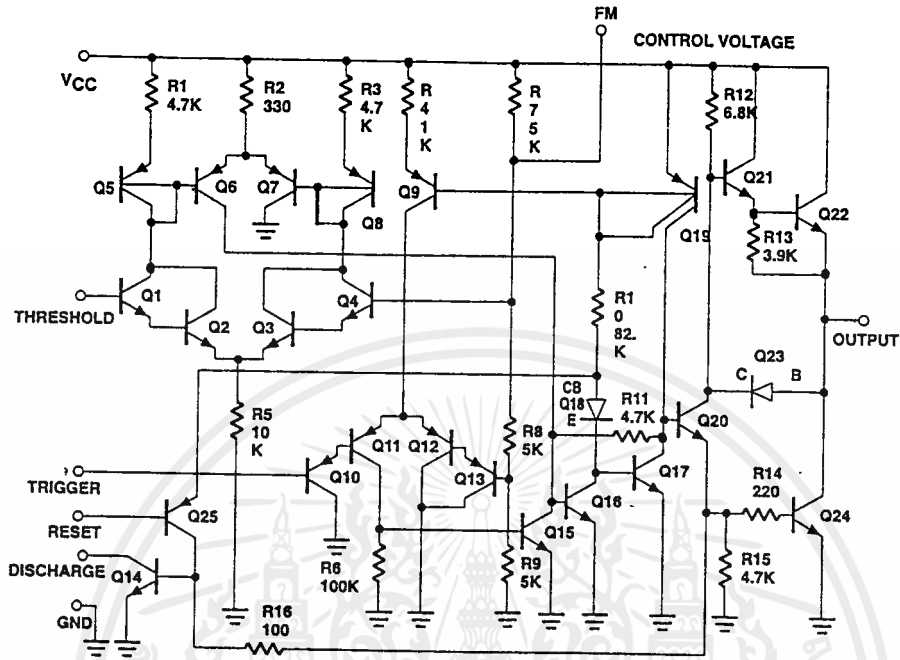 FM
CONTROL VOLTAGE
VCC
R1
4.7K
R2
330
R3
4.7
K
R
4
1
K
R
7
5
K
R12
6.8K
Q5
Q6
Q7
Q8
Q9
Q19
Q21
Q22
R13
3.9K
THRESHOLD
Q1
Q2
Q3
Q4
R1
0
82.
K
OUTPUT
Q23
C
B
R5
10
K
CB
Q18
E
R11
4.7K
Q20
Q10
Q11
Q12
Q13
R8
5K
TRIGGER
Q17
Q16
Q15
R14
220
Q24
RESET
Q25
DISCHARGE
Q14
R6
100K
R9
5K
R15
4.7K
GND
R16
100